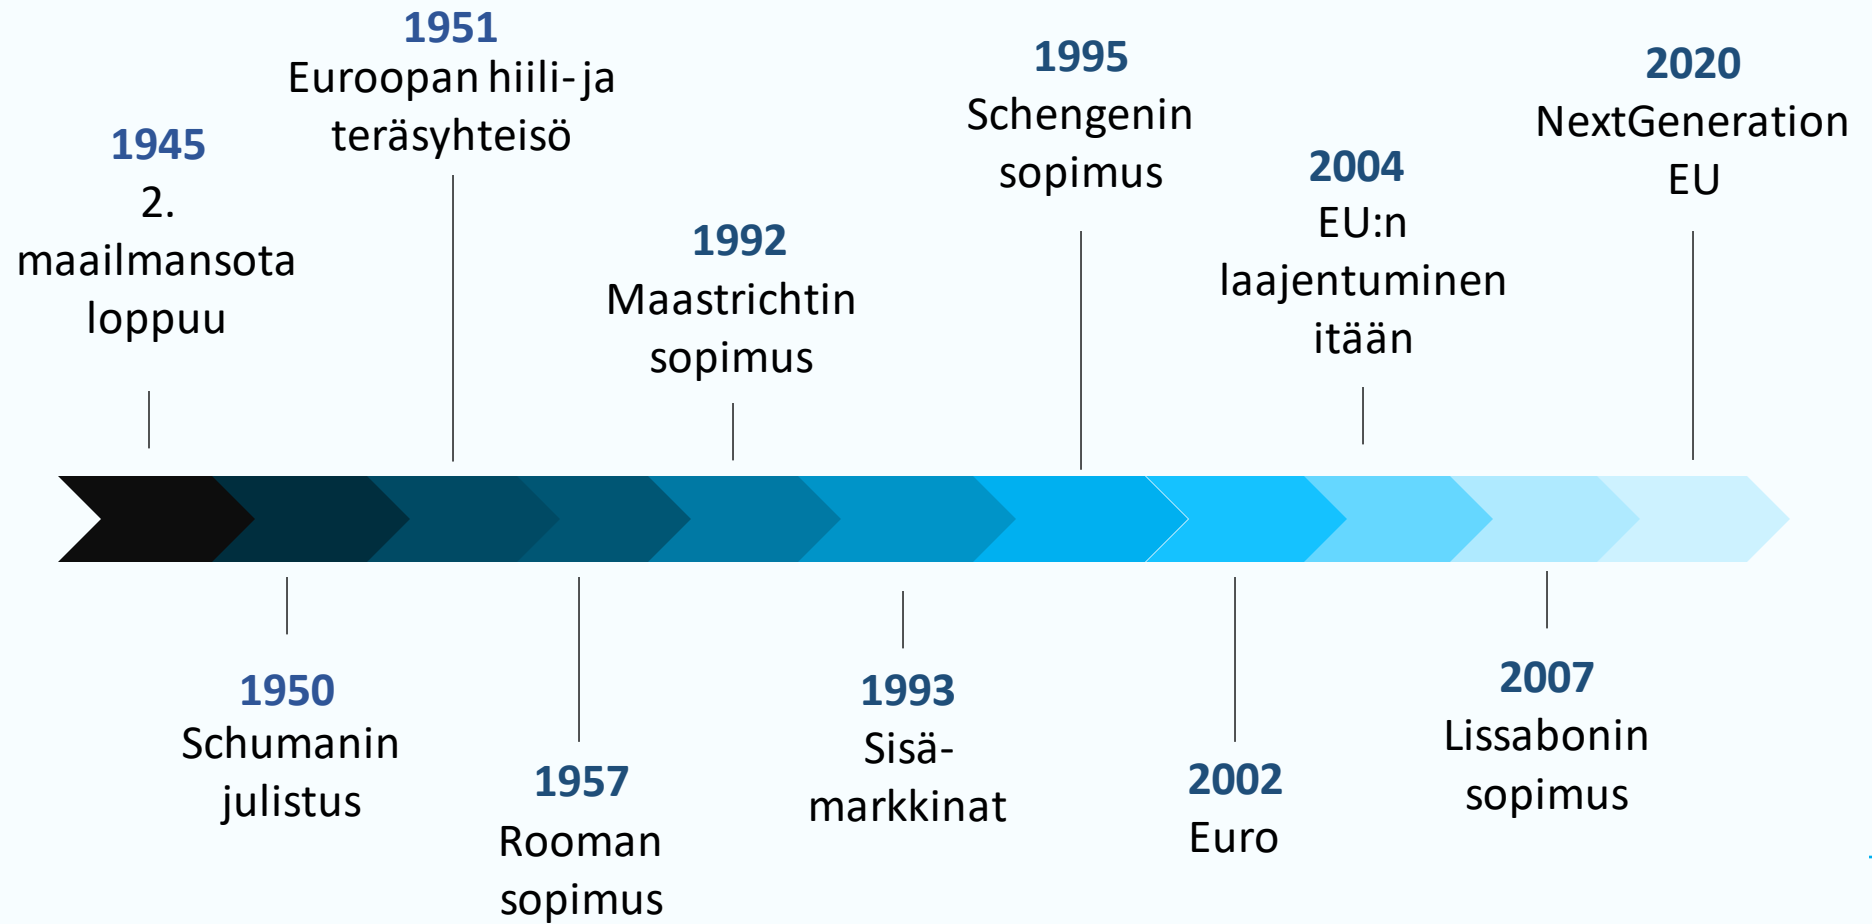 1945
2.
maailmansota
loppuu
1950
Schumanin
julistus
1951
Euroopan hiili- ja
teräsyhteisö
1957
Rooman
sopimus
1992
Maastrichtin
sopimus
1993
Sisä-
markkinat
1995
Schengenin
sopimus
2002
Euro
2004
EU:n
laajentuminen
itään
2007
Lissabonin
sopimus
2020
NextGeneration
EU